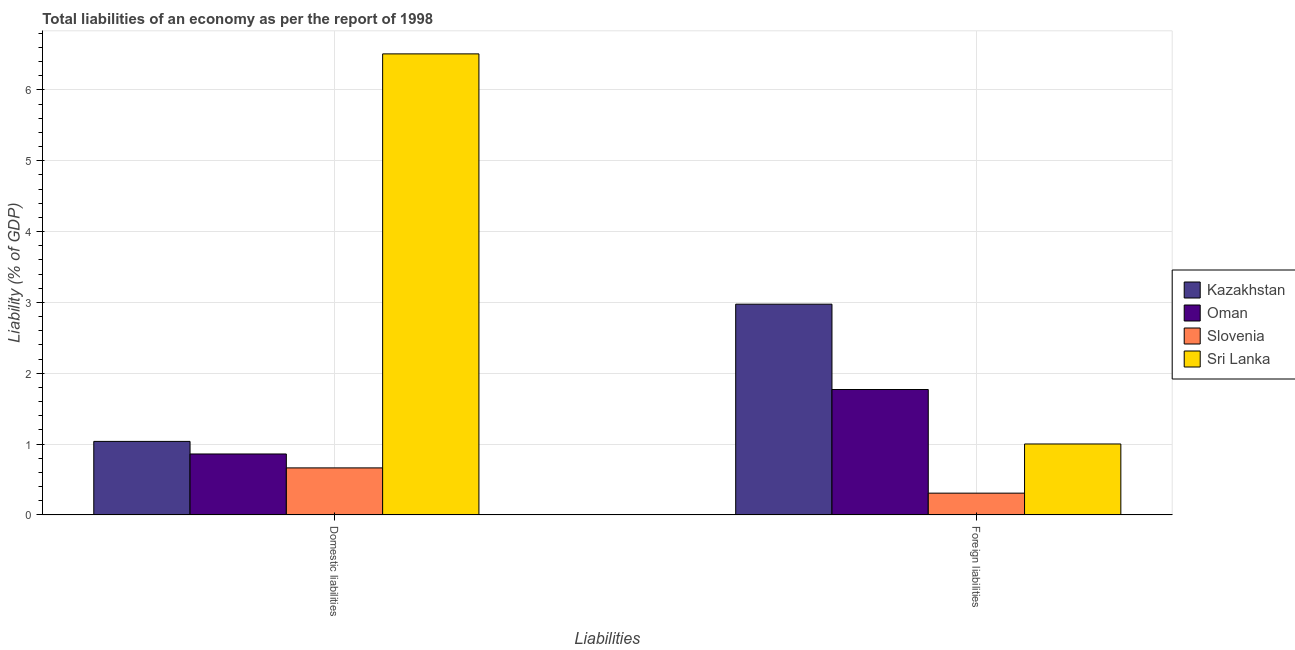 Total liabilities of an economy as per the report of 1998
Liability (% of GDP)
6
5
4
3
2
1
0
Domestic liabilities
Foreign liabilities
Liabilities
Kazakhstan
Oman
Slovenia
Sri Lanka